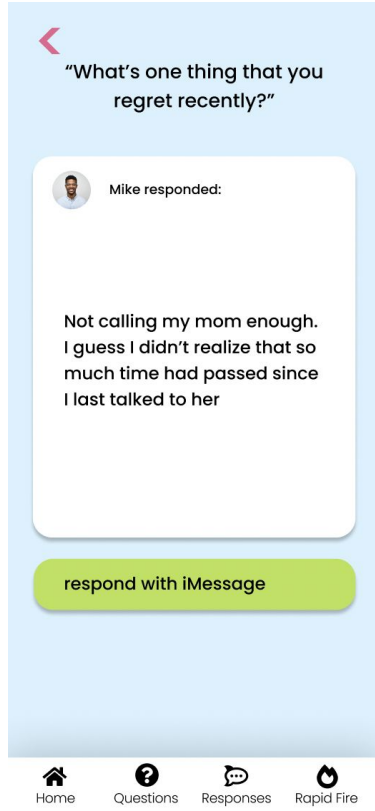 “What’s one thing that you
regret recently?”
Mike responded:
Not calling my mom enough.
I guess I didn’t realize that so
much time had passed since
I last talked to her
respond with iMessage
Home
Questions
Responses
Rapid Fire